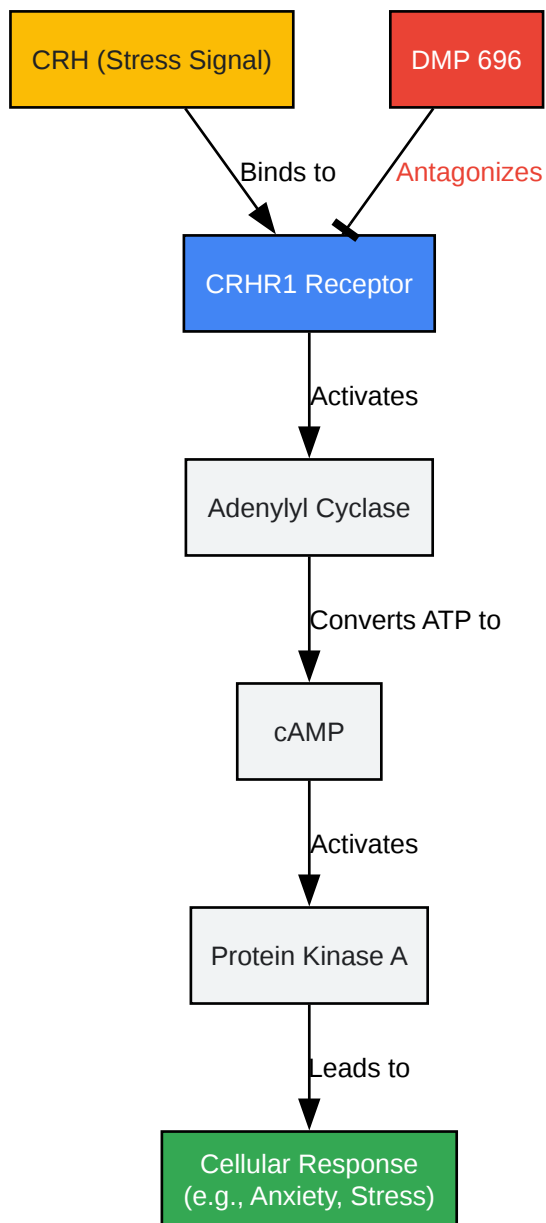 CRH (Stress Signal)
DMP 696
Binds to
Antagonizes
CRHR1 Receptor
Activates
Adenylyl Cyclase
Converts ATP to
cAMP
Activates
Protein Kinase A
Leads to
Cellular Response
(e.g., Anxiety, Stress)